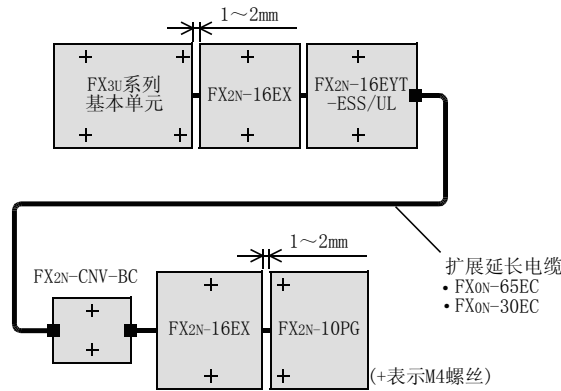 1～2mm
FX3U系列
基本单元
FX2N-16EX
FX2N-16EYT
-ESS/UL
1～2mm
FX2N-CNV-BC
FX2N-16EX
FX2N-10PG
扩展延长电缆
• FX0N-65EC
• FX0N-30EC
(+表示M4螺丝)